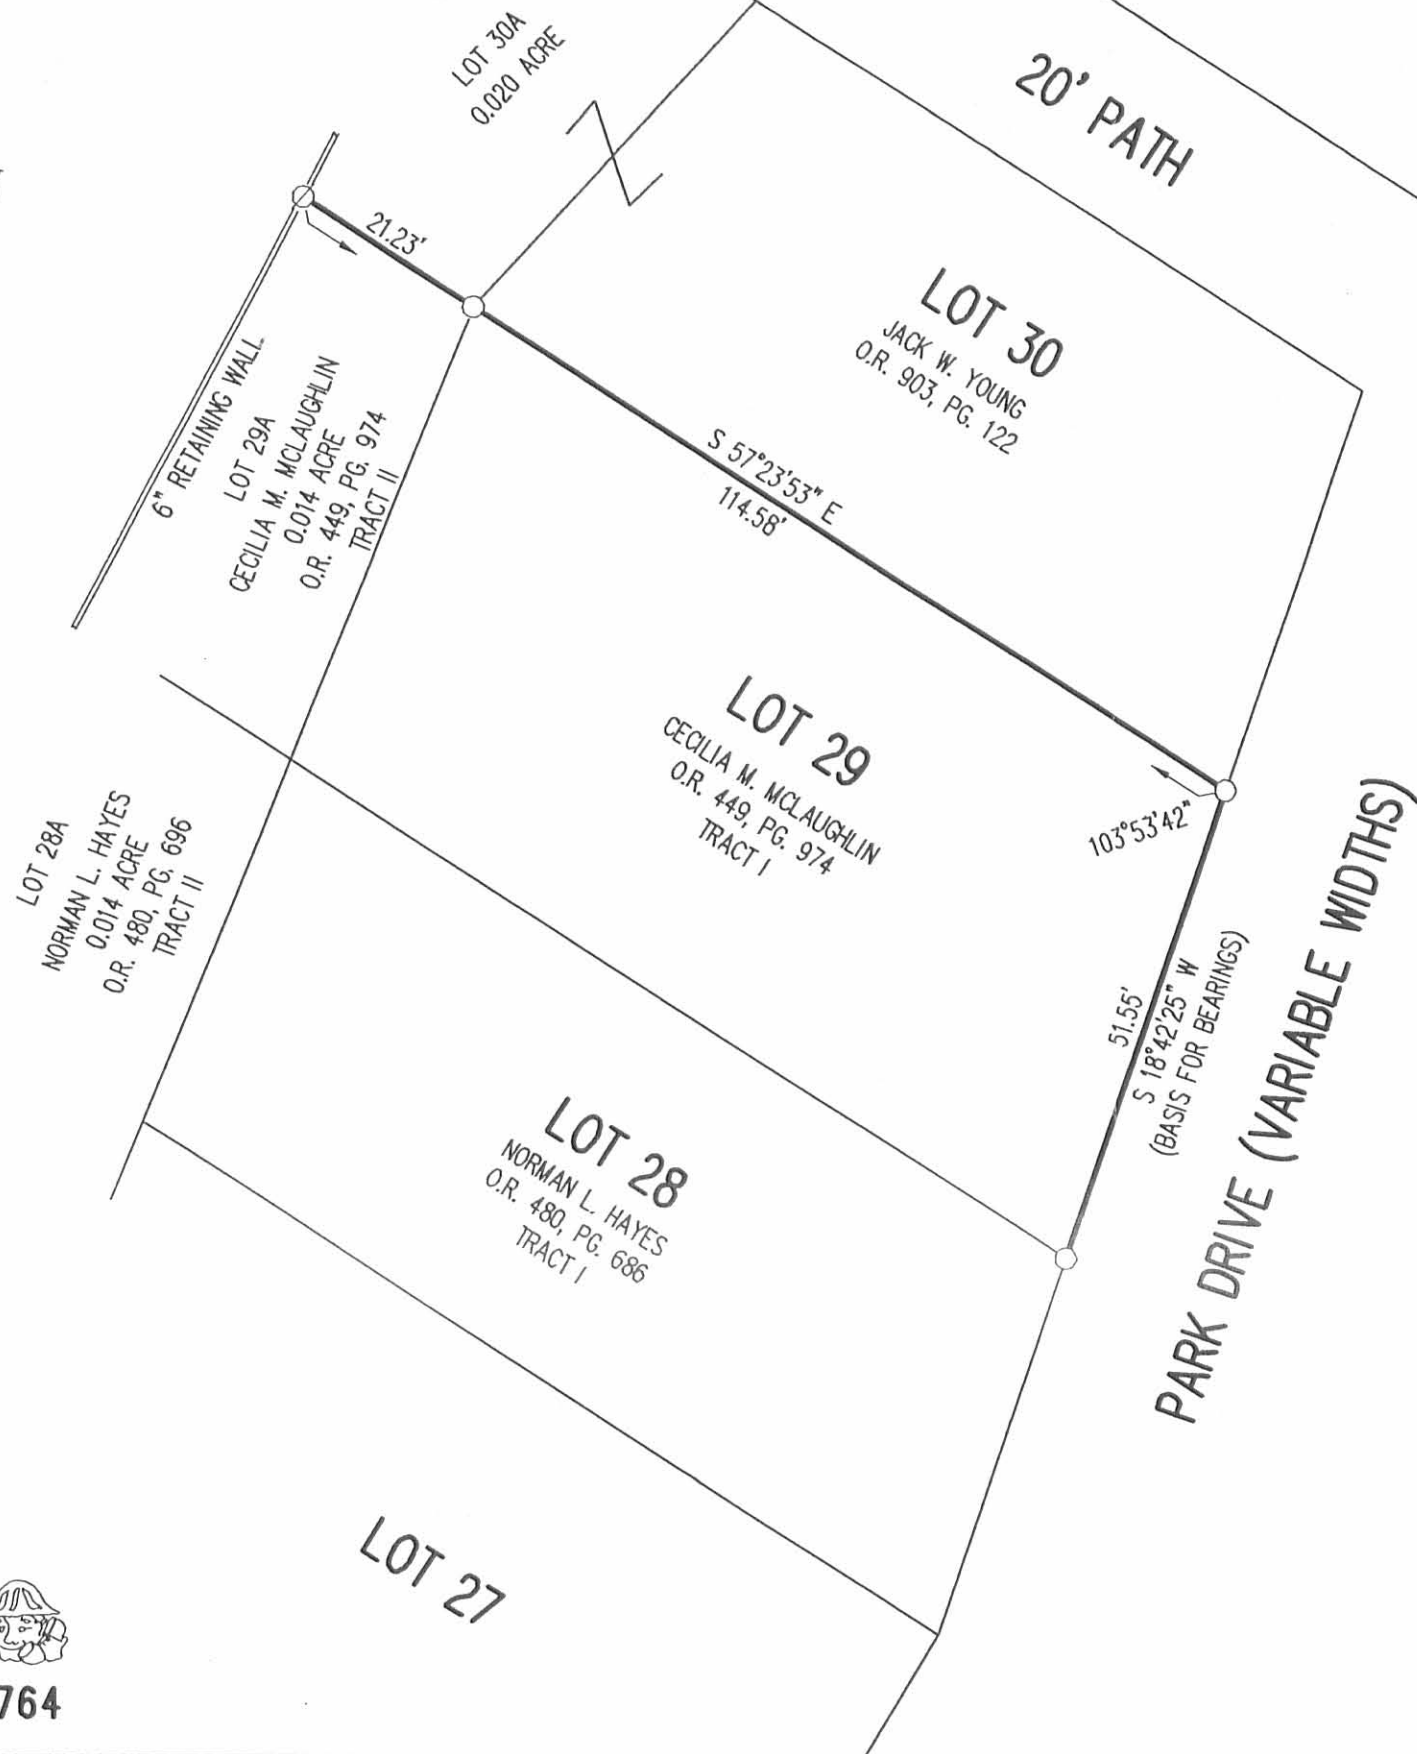 LOT 30A
0.020 ACRE
20' PATH
21.23'
LOT 30
JACK W. YOUNG
O.R. 903, PG. 122
6" RETAINING WALL
LOT 29A
CECILIA M. MCLAUGHLIN
0.014 ACRE
O.R. 449, PG. 974
TRACT II
S 57°23'53" E
114.58'
LOT 29
CECILIA M. MCLAUGHLIN
O.R. 449, PG. 974
TRACT I
103°53'42"
LOT 28A
NORMAN L. HAYES
0.014 ACRE
O.R. 480, PG. 696
TRACT II
51.55'
S 18°42'25" W
(BASIS FOR BEARINGS)
PARK DRIVE (VARIABLE WIDTHS)
LOT 28
NORMAN L. HAYES
O.R. 480, PG. 686
TRACT I
LOT 27
764